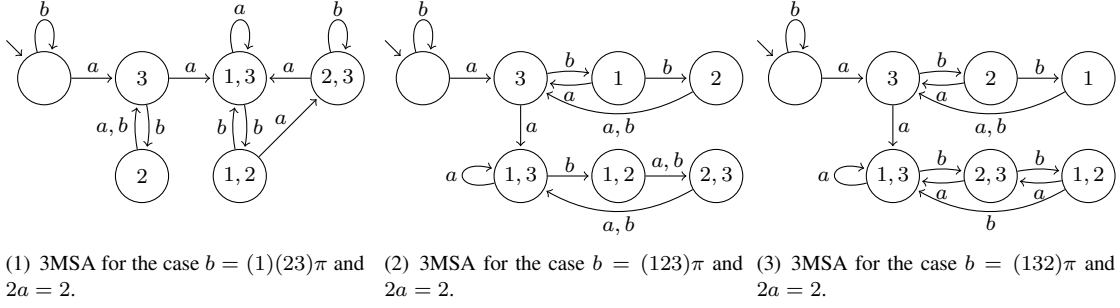 b
a
b
a
3
a
1, 3
a
2, 3
a, b
b
b
b
a
2
1, 2
(1) 3MSA for the case b = (1)(23)π and
2a = 2.
b
a
3
b
a
1
b
2
a, b
a
a
1, 3
b
1, 2
a, b
2, 3
a, b
(2) 3MSA for the case b = (123)π and
2a = 2.
b
a
3
b
a
2
b
1
a, b
a
a
1, 3
b
a
2, 3
b
a
1, 2
b
(3) 3MSA for the case b = (132)π and
2a = 2.